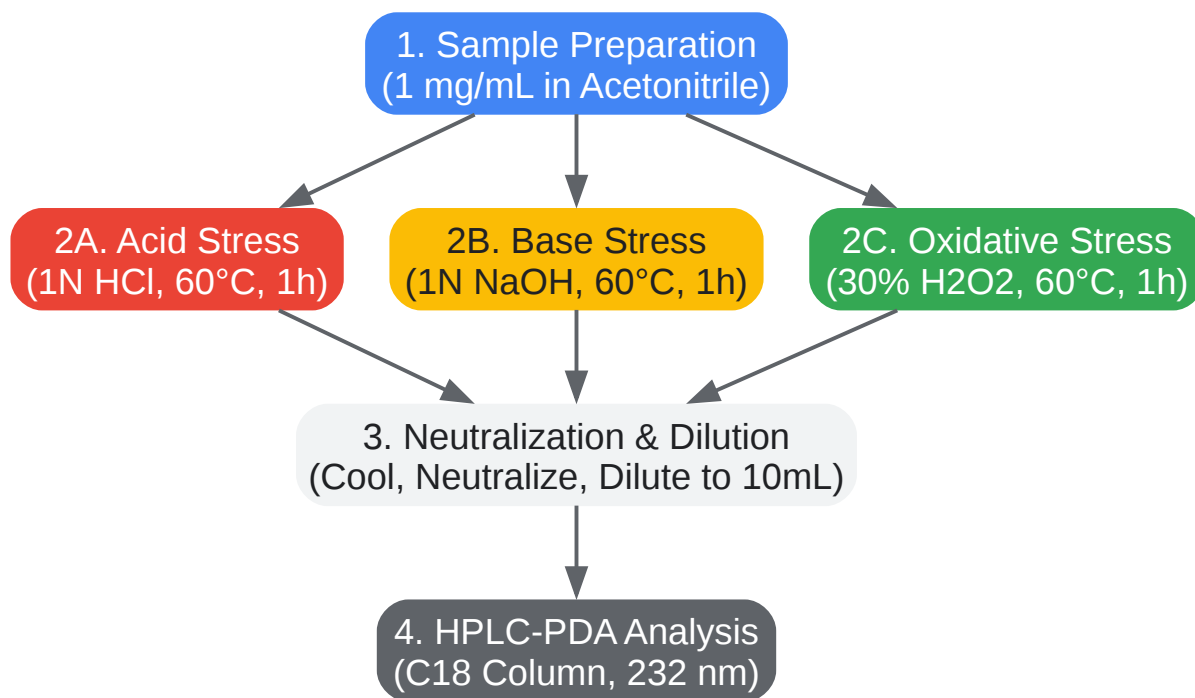 1. Sample Preparation
(1 mg/mL in Acetonitrile)
2A. Acid Stress
(1N HCl, 60°C, 1h)
2B. Base Stress
(1N NaOH, 60°C, 1h)
2C. Oxidative Stress
(30% H2O2, 60°C, 1h)
3. Neutralization & Dilution
(Cool, Neutralize, Dilute to 10mL)
4. HPLC-PDA Analysis
(C18 Column, 232 nm)